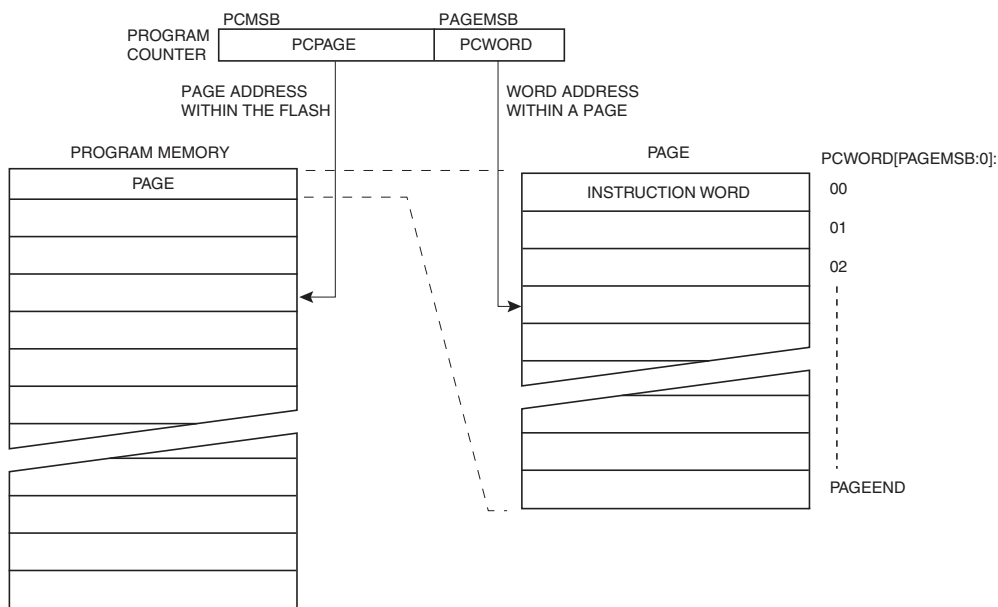 PCMSB
PAGEMSB
PROGRAM
COUNTER
PCPAGE
PCWORD
PAGE ADDRESS
WITHIN THE FLASH
WORD ADDRESS
WITHIN A PAGE
PROGRAM MEMORY
PAGE
PAGE
INSTRUCTION WORD
PCWORD[PAGEMSB:0]:
00
01
02
PAGEEND